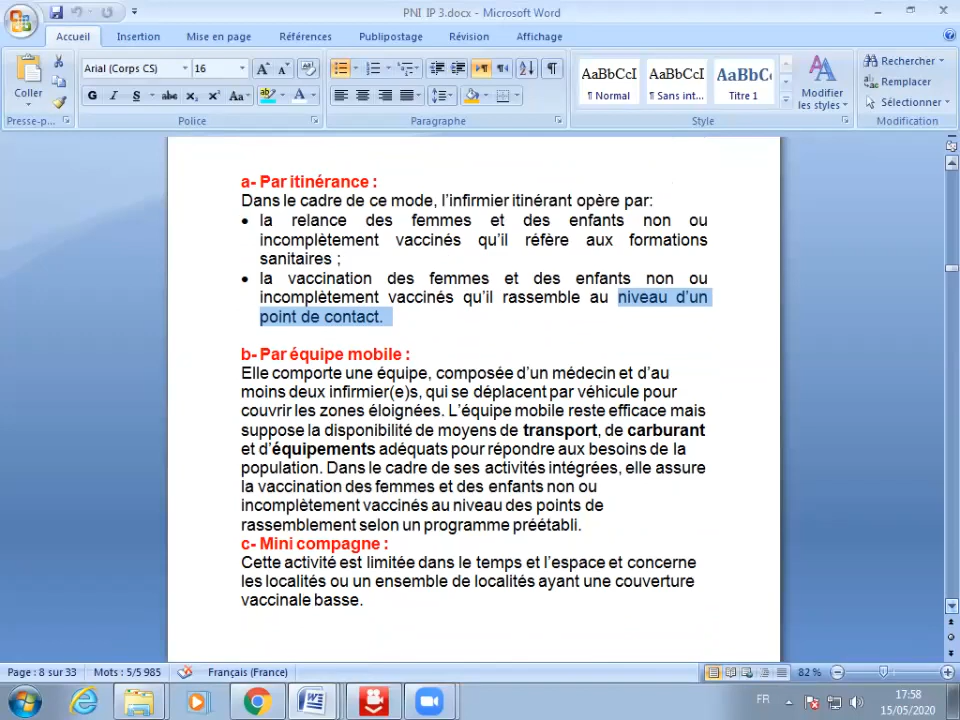 PNI IP 3.docx - Microsoft Word
Accueil Insertion Mise en page Références Publipostage Révision Affichage
Coller
Arial (Corps CS) 16
G I S abc X₂ X² Aa A
AaBbCcI AaBbCcI AaBbCc
¶ Normal ¶ Sans int... Titre 1
Modifier
les styles
Rechercher
Remplacer
Sélectionner
Presse-p... Police Paragraphe Style Modification
a- Par itinérance :
Dans le cadre de ce mode, l’infirmier itinérant opère par:
• la relance des femmes et des enfants non ou
incomplètement vaccinés qu’il réfère aux formations
sanitaires ;
• la vaccination des femmes et des enfants non ou
incomplètement vaccinés qu’il rassemble au niveau d’un
point de contact.
b- Par équipe mobile :
Elle comporte une équipe, composée d’un médecin et d’au
moins deux infirmier(e)s, qui se déplacent par véhicule pour
couvrir les zones éloignées. L’équipe mobile reste efficace mais
suppose la disponibilité de moyens de transport, de carburant
et d’équipements adéquats pour répondre aux besoins de la
population. Dans le cadre de ses activités intégrées, elle assure
la vaccination des femmes et des enfants non ou
incomplètement vaccinés au niveau des points de
rassemblement selon un programme préétabli.
c- Mini compagne :
Cette activité est limitée dans le temps et l’espace et concerne
les localités ou un ensemble de localités ayant une couverture
vaccinale basse.
Page : 8 sur 33 Mots : 5/5 985 Français (France) 82 %
FR
17:58
15/05/2020